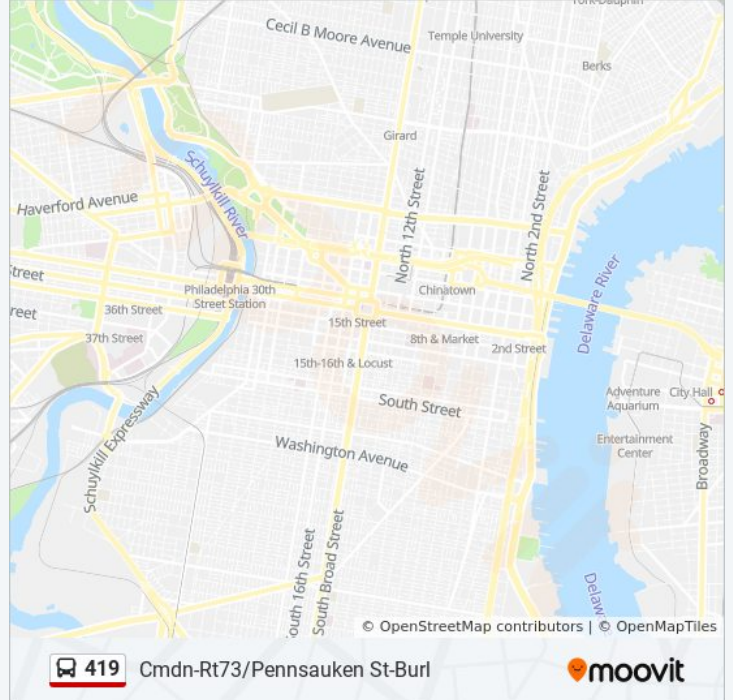 York-Dauphin
Cecil B Moore Avenue
Temple University
Berks
Girard
Schuylkill River
Haverford Avenue
North 12th Street
North 2nd Street
Delaware River
Street
Philadelphia 30th
Street Station
Chinatown
36th Street
reet
15th Street
37th Street
8th & Market
2nd Street
15th-16th & Locust
Adventure
Aquarium
City Hall
South Street
Schuylkill Expressway
Washington Avenue
Entertainment
Center
Broadway
outh 16th Street
South Broad Street
Delaw
© OpenStreetMap contributors | © OpenMapTiles
419 Cmdn-Rt73/Pennsauken St-Burl
moovit